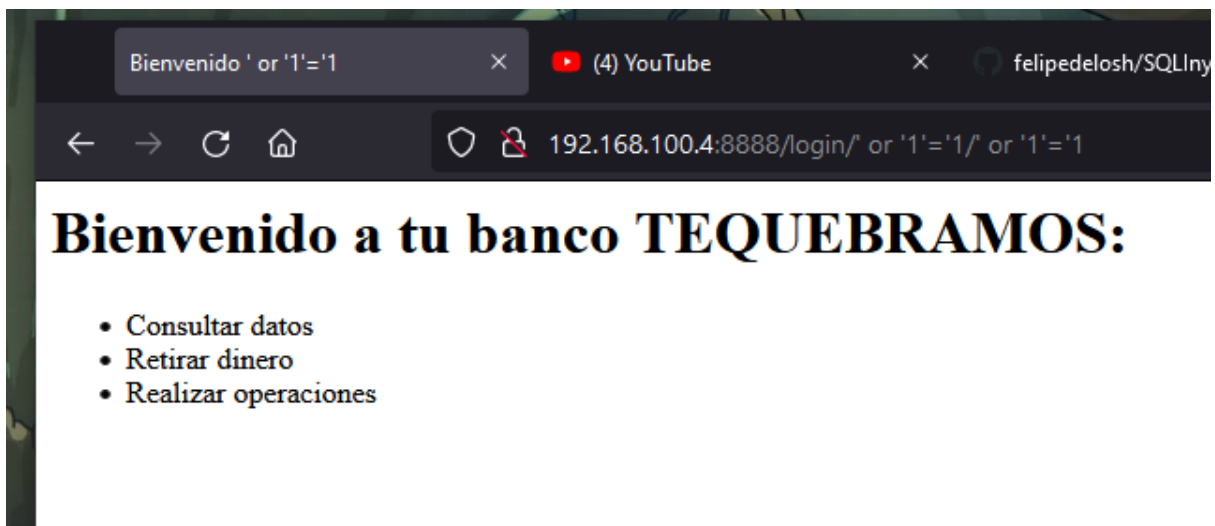 Bienvenido ' or '1'='1
(4) YouTube
felipedelosh/SQLIny
192.168.100.4:8888/login/' or '1'='1/' or '1'='1
Bienvenido a tu banco TEQUEBRAMOS:
Consultar datos
Retirar dinero
Realizar operaciones